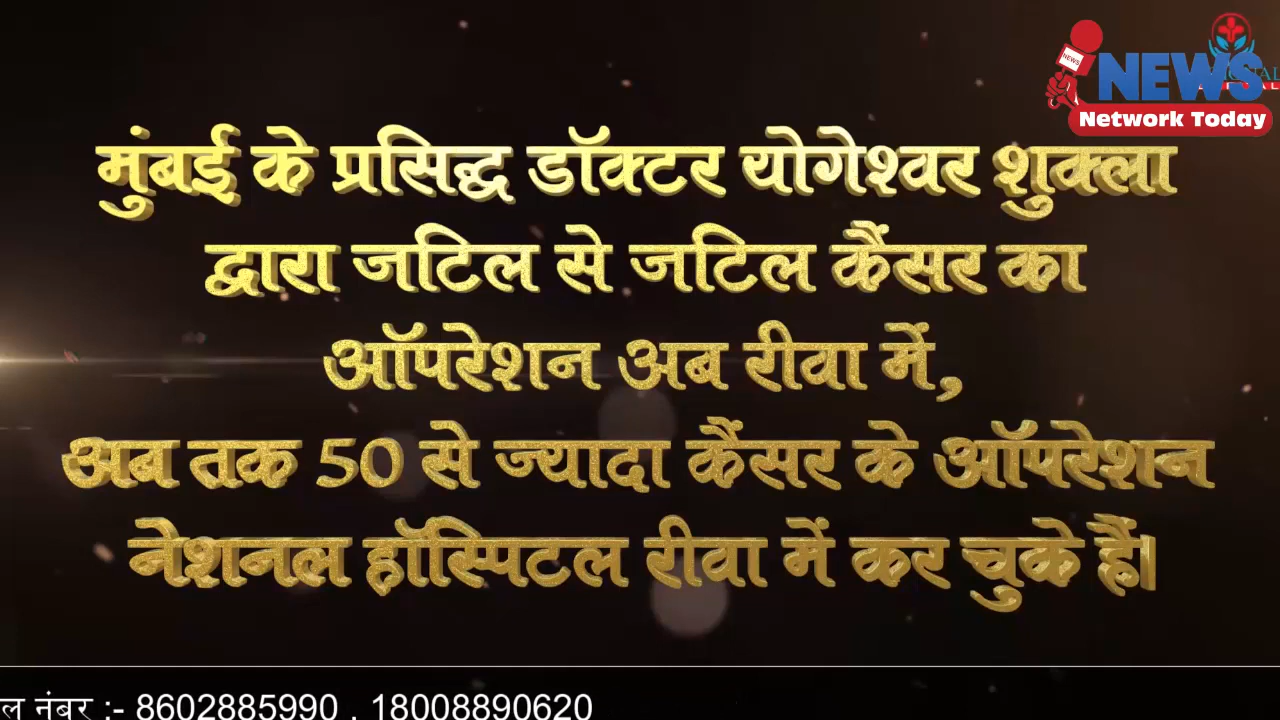 NEWS
NEWS
Network Today
मुंबई के प्रसिद्ध डॉक्टर योगेश्वर शुक्ला
द्वारा जटिल से जटिल कैंसर का
ऑपरेशन अब रीवा में,
अब तक 50 से ज्यादा कैंसर के ऑपरेशन
नेशनल हॉस्पिटल रीवा में कर चुके हैं।
नंबर :- 8602885990 , 18008890620